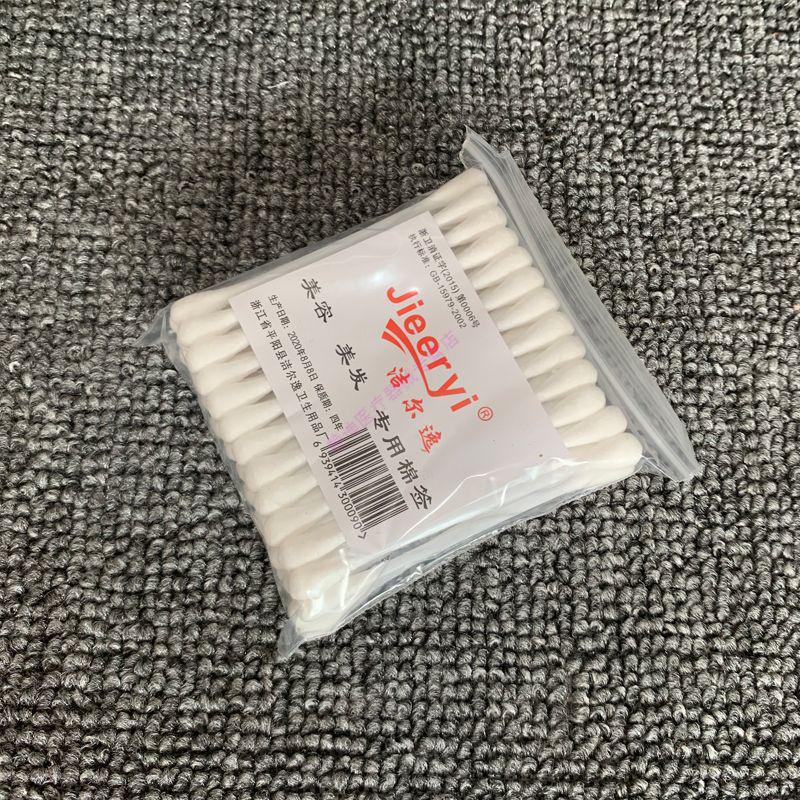 浙卫消证字(2015)第0006号
执行标准：GB-15979-2002
Jieeryi®
洁尔逸
美容 美发 专用棉签
生产日期：2020年8月8日 保质期：四年
浙江省平阳县洁尔逸卫生用品厂
6939414300090